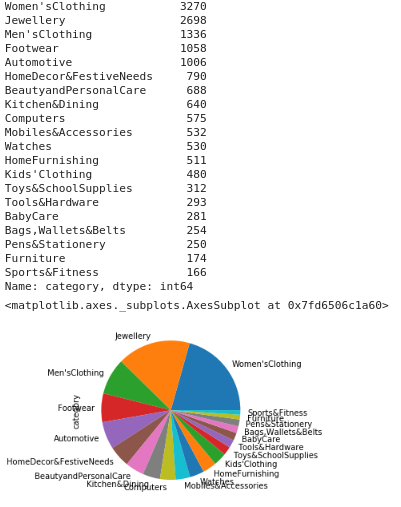 Women'sClothing 3270
Jewellery 2698
Men'sClothing 1336
Footwear 1058
Automotive 1006
HomeDecor&FestiveNeeds 790
BeautyandPersonalCare 688
Kitchen&Dining 640
Computers 575
Mobiles&Accessories 532
Watches 530
HomeFurnishing 511
Kids'Clothing 480
Toys&SchoolSupplies 312
Tools&Hardware 293
BabyCare 281
Bags,Wallets&Belts 254
Pens&Stationery 250
Furniture 174
Sports&Fitness 166
Name: category, dtype: int64
<matplotlib.axes._subplots.AxesSubplot at 0x7fd6506c1a60>
Jewellery
Women'sClothing
Men'sClothing
Footwear
category
Automotive
HomeDecor&FestiveNeeds
BeautyandPersonalCare
Kitchen&Dining
Computers
Mobiles&Accessories
Watches
HomeFurnishing
Kids'Clothing
Toys&SchoolSupplies
Tools&Hardware
BabyCare
Bags,Wallets&Belts
Pens&Stationery
Furniture
Sports&Fitness